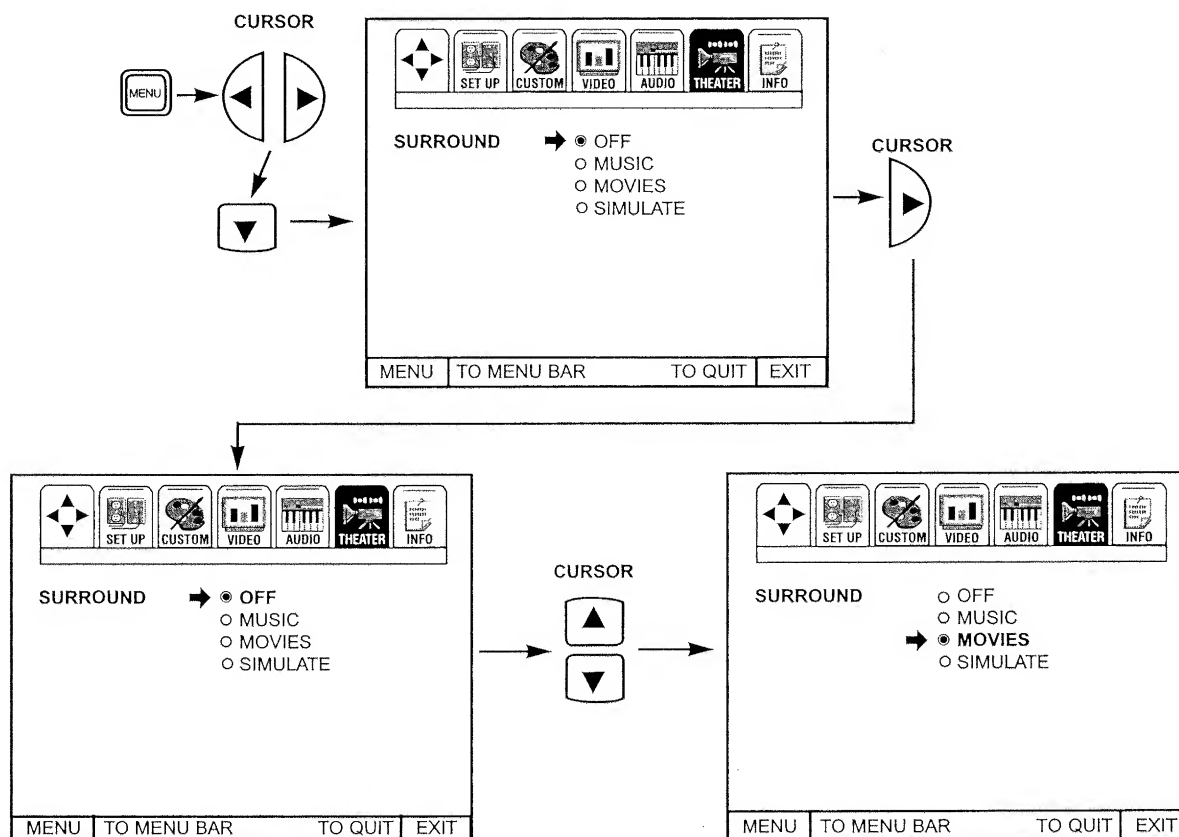 CURSOR
MENU
SET UP CUSTOM VIDEO AUDIO THEATER INFO
SURROUND OFF
MUSIC
MOVIES
SIMULATE
CURSOR
MENU TO MENU BAR TO QUIT EXIT
SET UP CUSTOM VIDEO AUDIO THEATER INFO
SURROUND OFF
MUSIC
MOVIES
SIMULATE
MENU TO MENU BAR TO QUIT EXIT
CURSOR
SET UP CUSTOM VIDEO AUDIO THEATER INFO
SURROUND OFF
MUSIC
MOVIES
SIMULATE
MENU TO MENU BAR TO QUIT EXIT